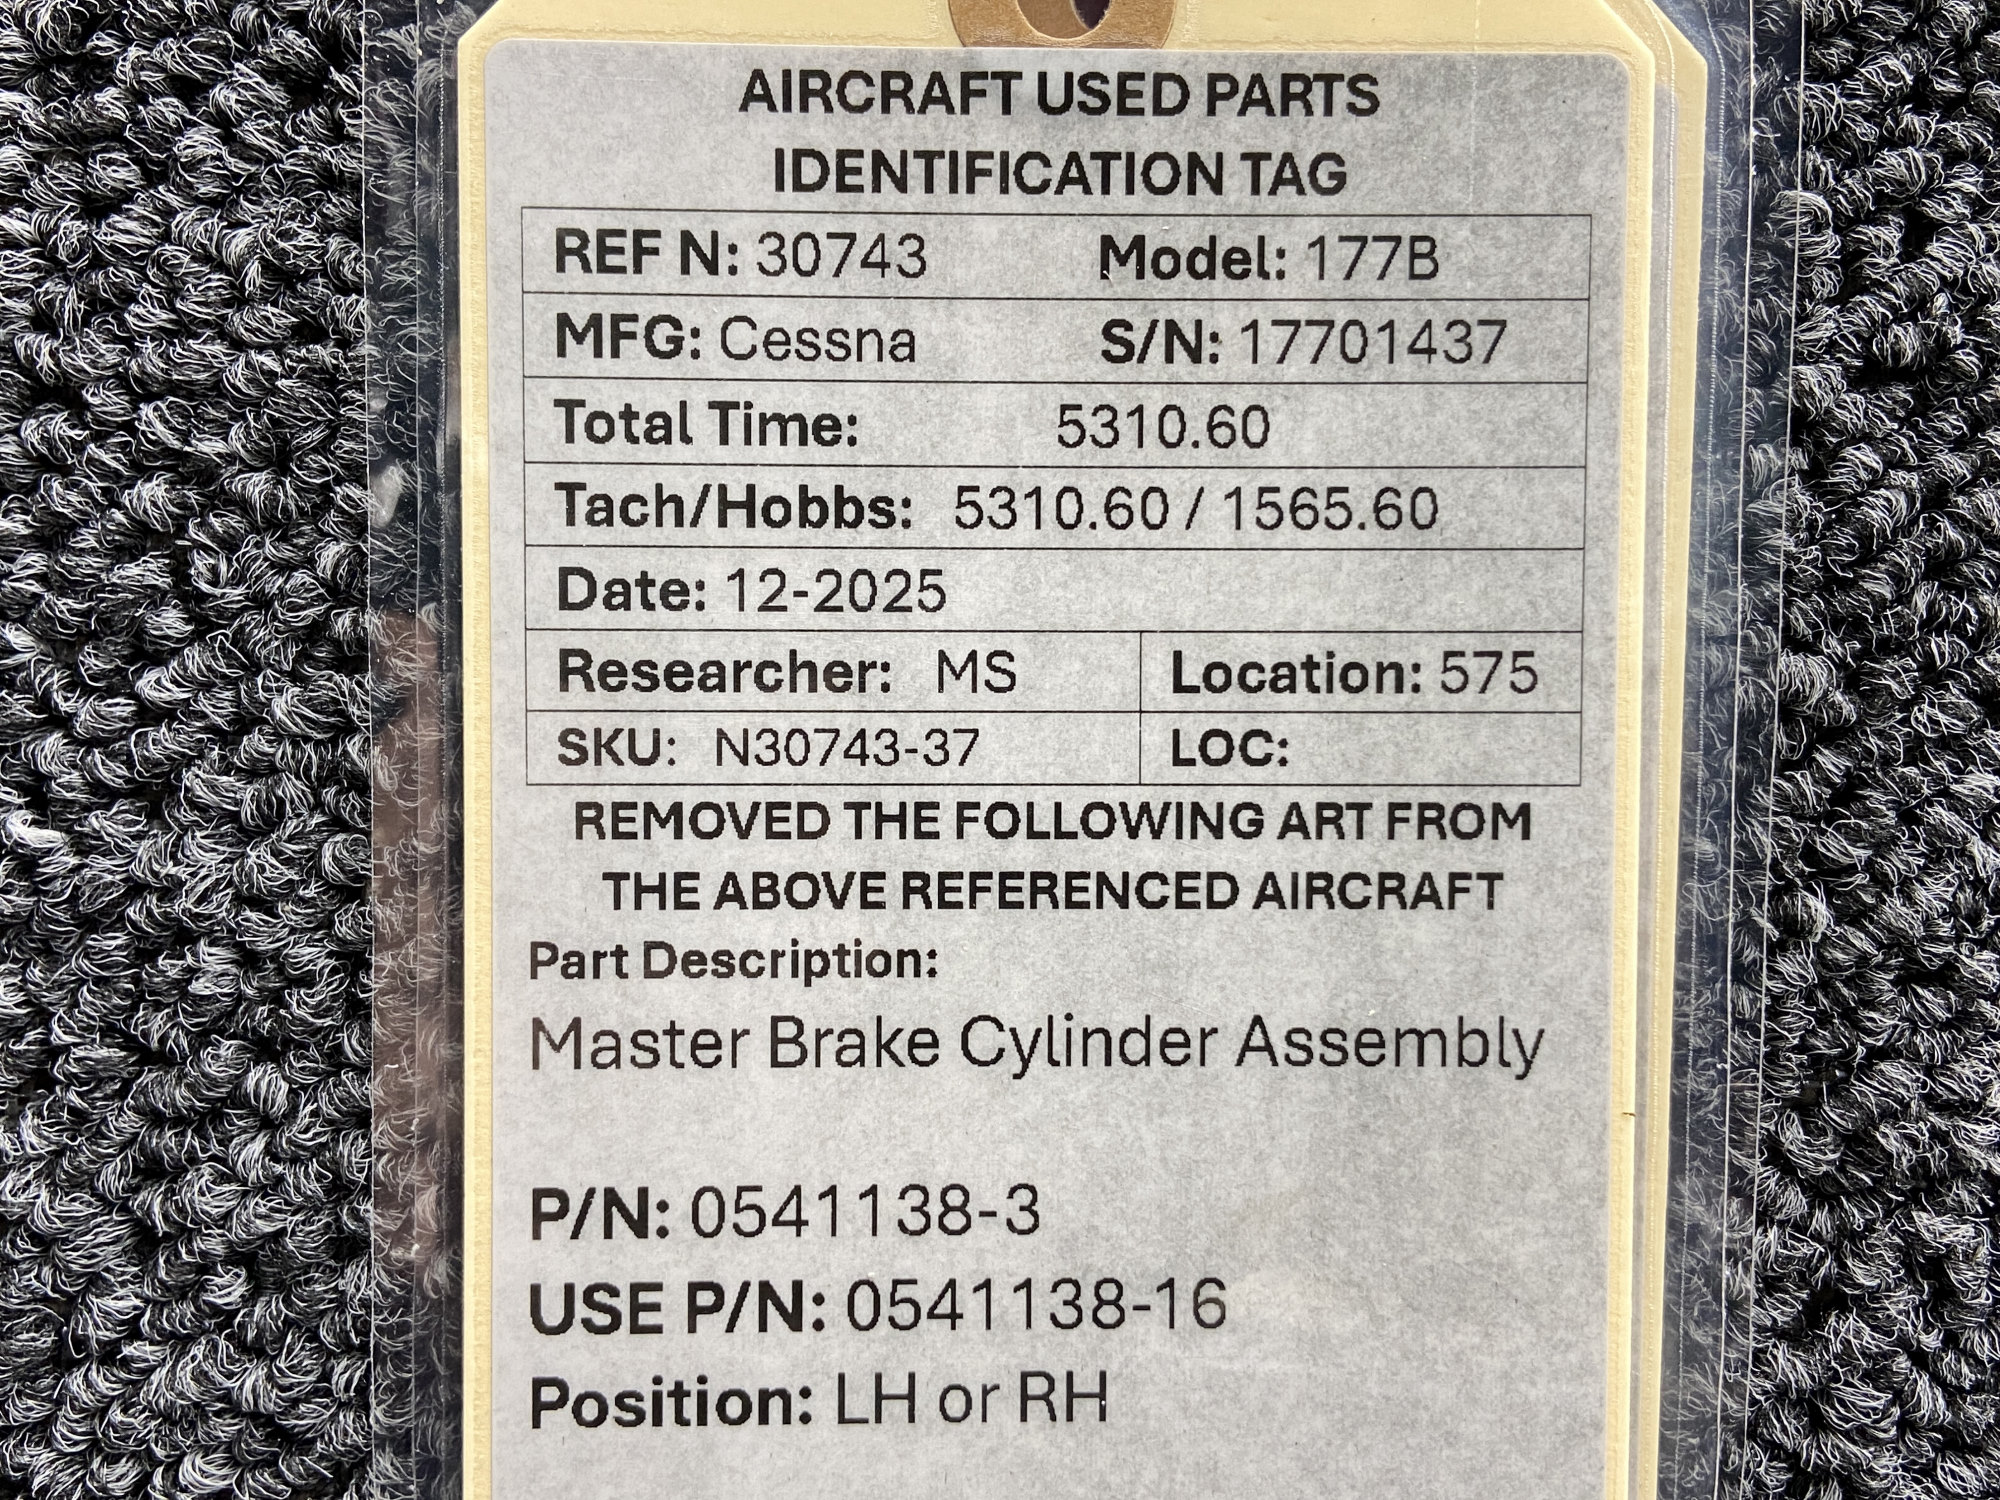 AIRCRAFT USED PARTS
IDENTIFICATION TAG
REF N: 30743 Model: 177B
MFG: Cessna S/N: 17701437
Total Time: 5310.60
Tach/Hobbs: 5310.60 / 1565.60
Date: 12-2025
Researcher: MS Location: 575
SKU: N30743-37 LOC:
REMOVED THE FOLLOWING ART FROM
THE ABOVE REFERENCED AIRCRAFT
Part Description:
Master Brake Cylinder Assembly
P/N: 0541138-3
USE P/N: 0541138-16
Position: LH or RH